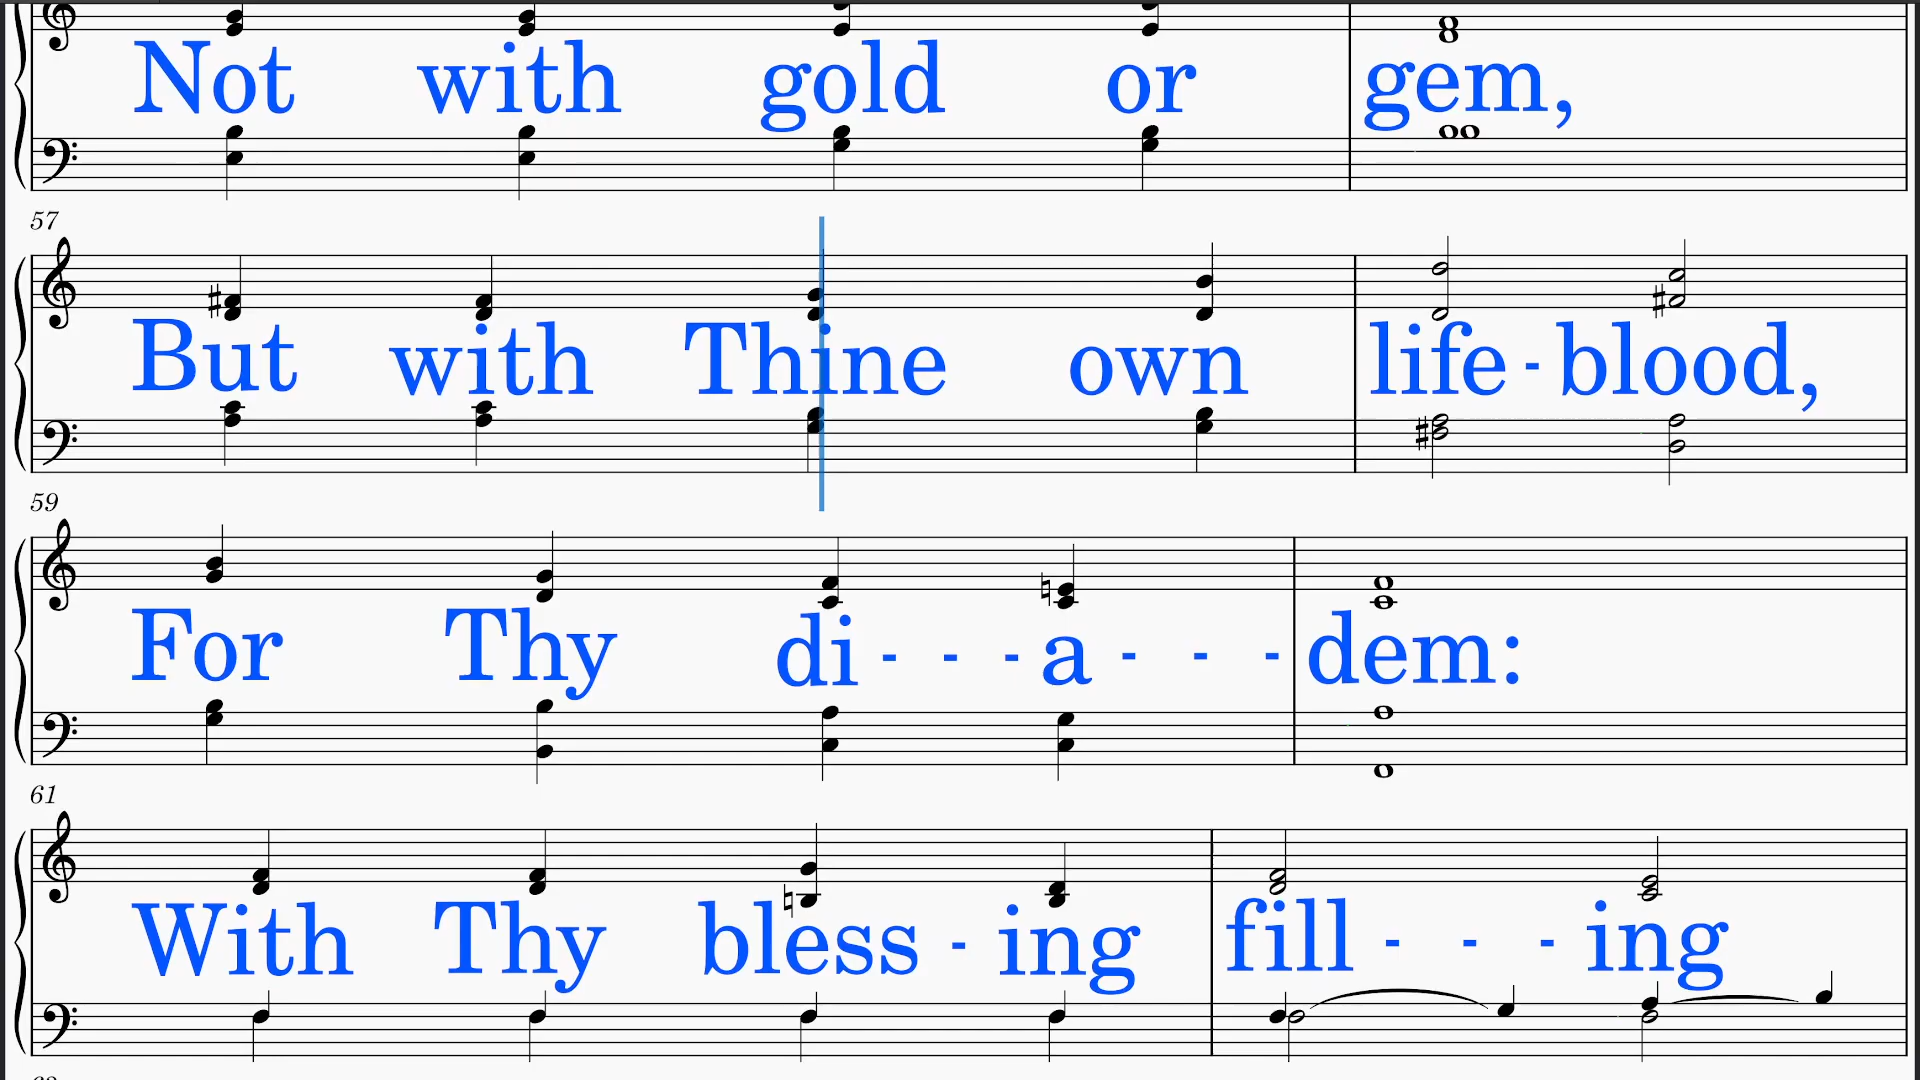 Not with gold or gem,
57
But with Thine own life - blood,
59
For Thy di - - - a - - - dem:
61
With Thy bless - ing fill - - - ing